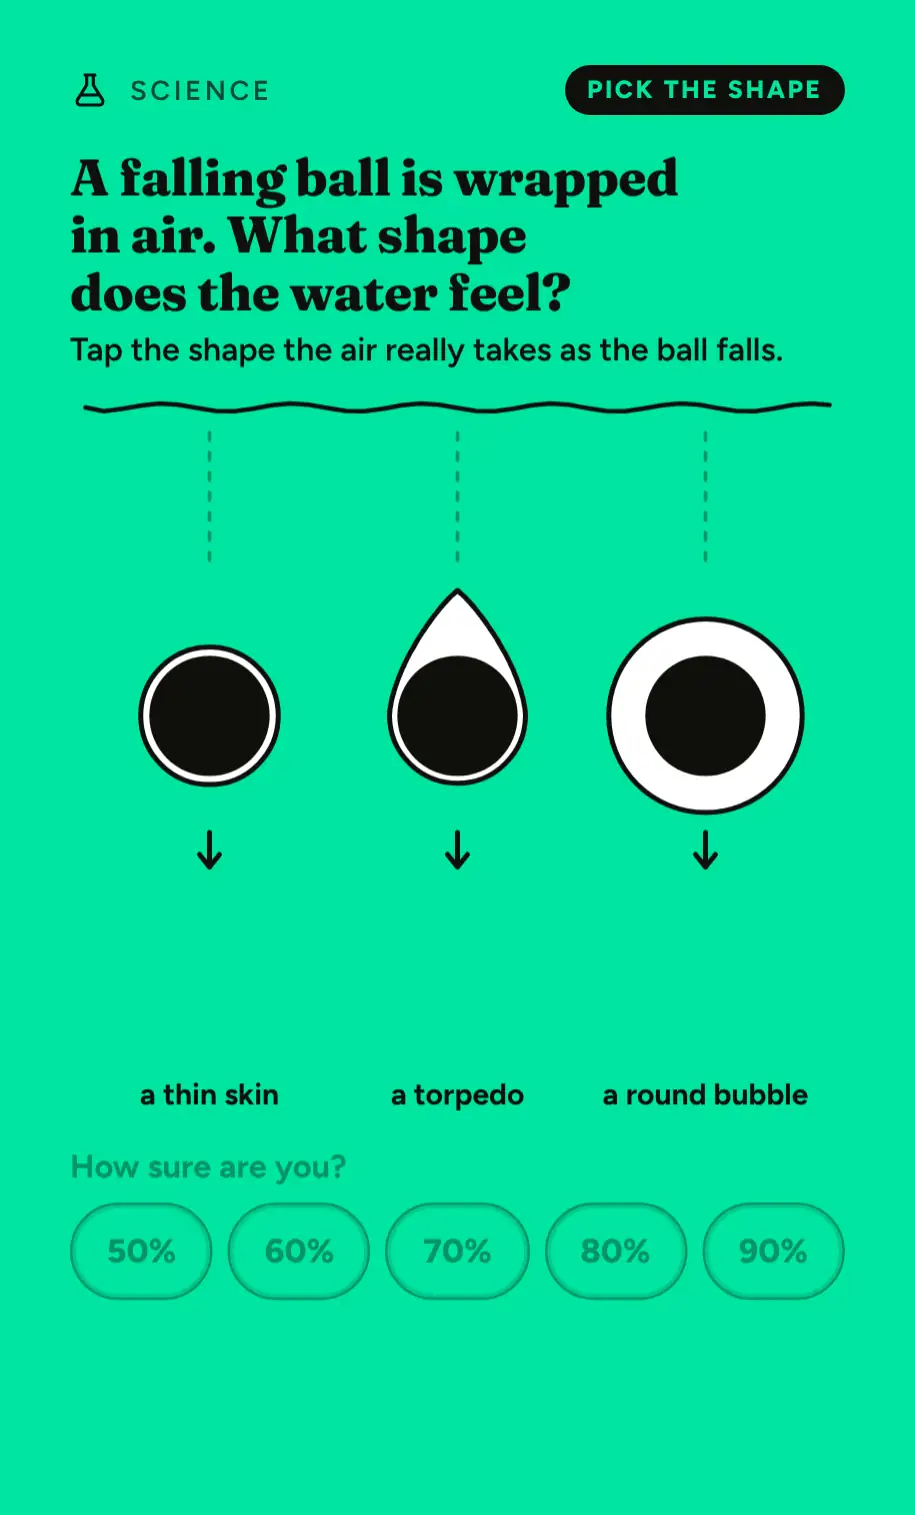 SCIENCE
PICK THE SHAPE
A falling ball is wrapped
in air. What shape
does the water feel?
Tap the shape the air really takes as the ball falls.
a thin skin
a torpedo
a round bubble
How sure are you?
50%
60%
70%
80%
90%